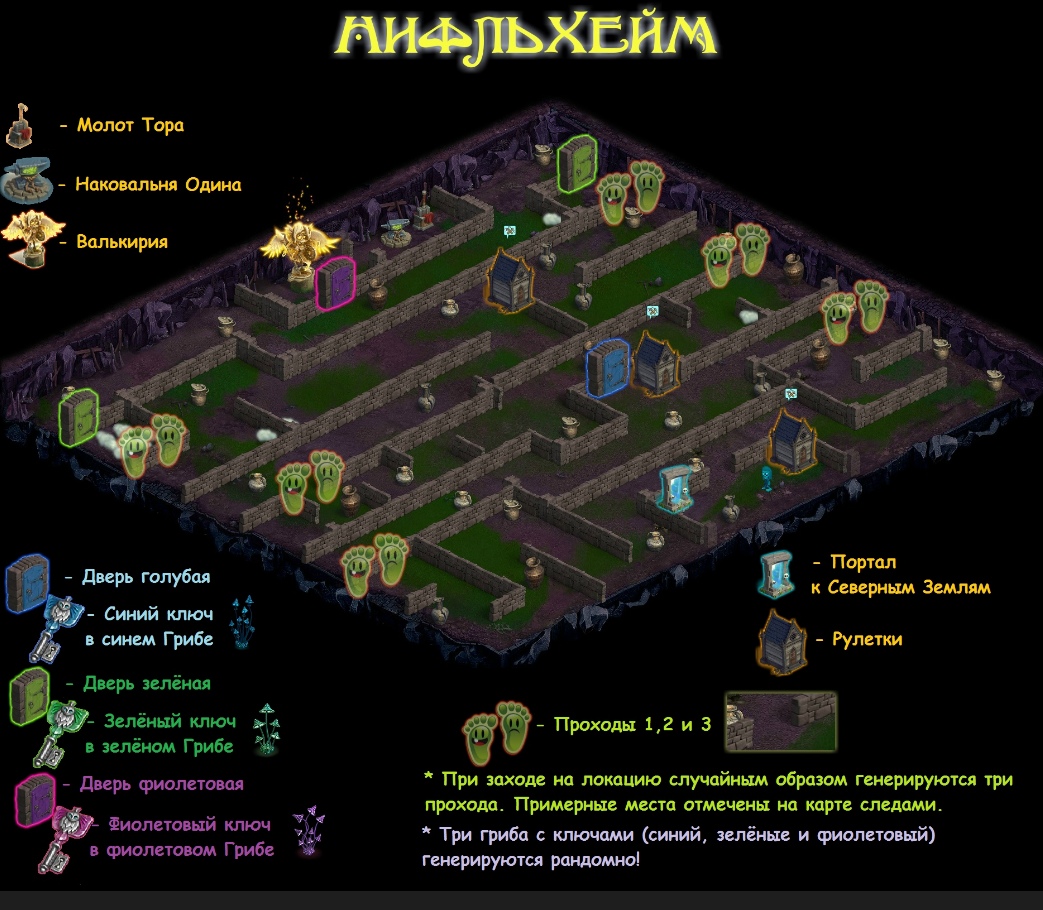 НИФЛЬХЕЙМ
- Молот Тора
- Наковальня Одина
- Валькирия
- Дверь голубая
- Синий ключ
в синем Грибе
- Дверь зелёная
- Зелёный ключ
в зелёном Грибе
- Дверь фиолетовая
- Фиолетовый ключ
в фиолетовом Грибе
- Портал
к Северным Землям
- Рулетки
- Проходы 1,2 и 3
* При заходе на локацию случайным образом генерируются три
прохода. Примерные места отмечены на карте следами.
* Три гриба с ключами (синий, зелёные и фиолетовый)
генерируются рандомно!